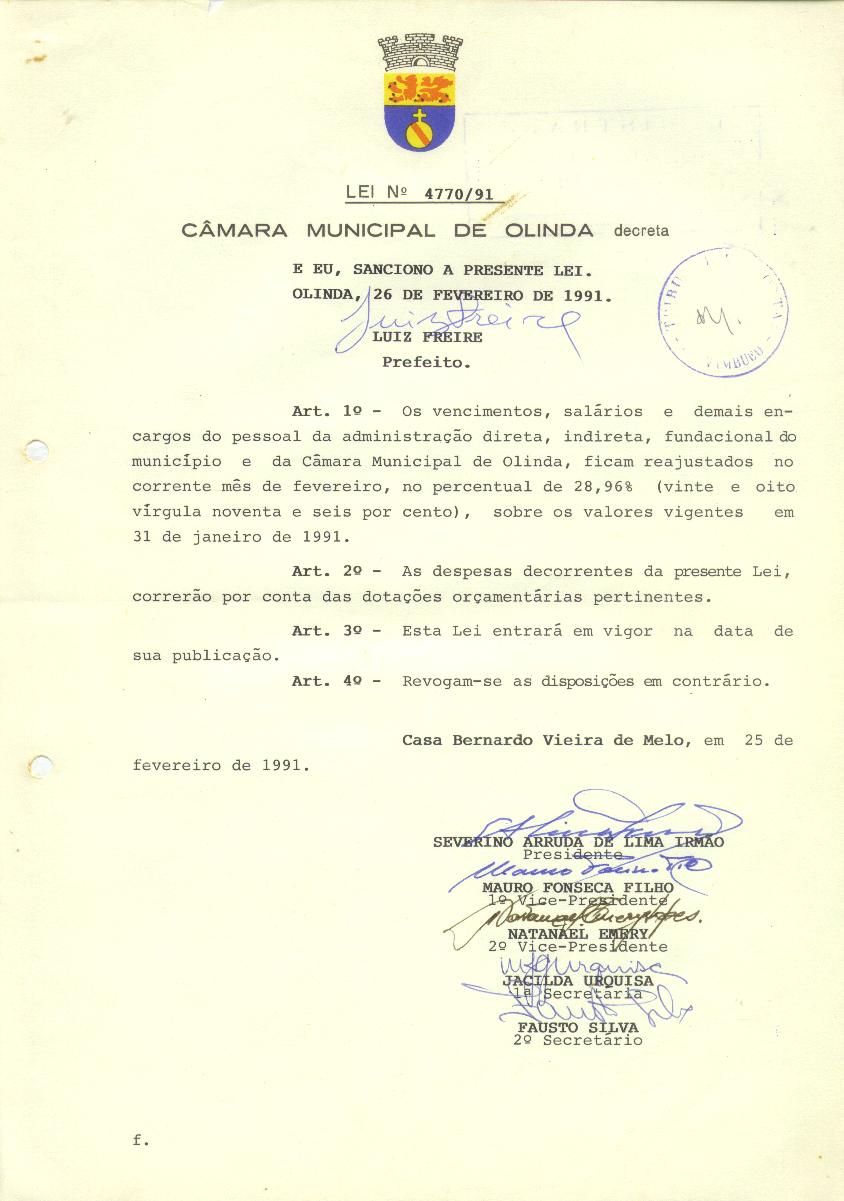 LEI Nº 4770/91
CÂMARA MUNICIPAL DE OLINDA decreta
E EU, SANCIONO A PRESENTE LEI.
OLINDA, 26 DE FEVEREIRO DE 1991.
Luiz Freire
LUIZ FREIRE
Prefeito.
Art. 1º - Os vencimentos, salários e demais en-
cargos do pessoal da administração direta, indireta, fundacional do
município e da Câmara Municipal de Olinda, ficam reajustados no
corrente mês de fevereiro, no percentual de 28,96% (vinte e oito
vírgula noventa e seis por cento), sobre os valores vigentes em
31 de janeiro de 1991.
Art. 2º - As despesas decorrentes da presente Lei,
correrão por conta das dotações orçamentárias pertinentes.
Art. 3º - Esta Lei entrará em vigor na data de
sua publicação.
Art. 4º - Revogam-se as disposições em contrário.
Casa Bernardo Vieira de Melo, em 25 de
fevereiro de 1991.
SEVERINO ARRUDA DE LIMA IRMÃO
Presidente
MAURO FONSECA FILHO
1º Vice-Presidente
NATANAEL EMERY
2º Vice-Presidente
JACILDA URQUISA
1ª Secretária
FAUSTO SILVA
2º Secretário
f.